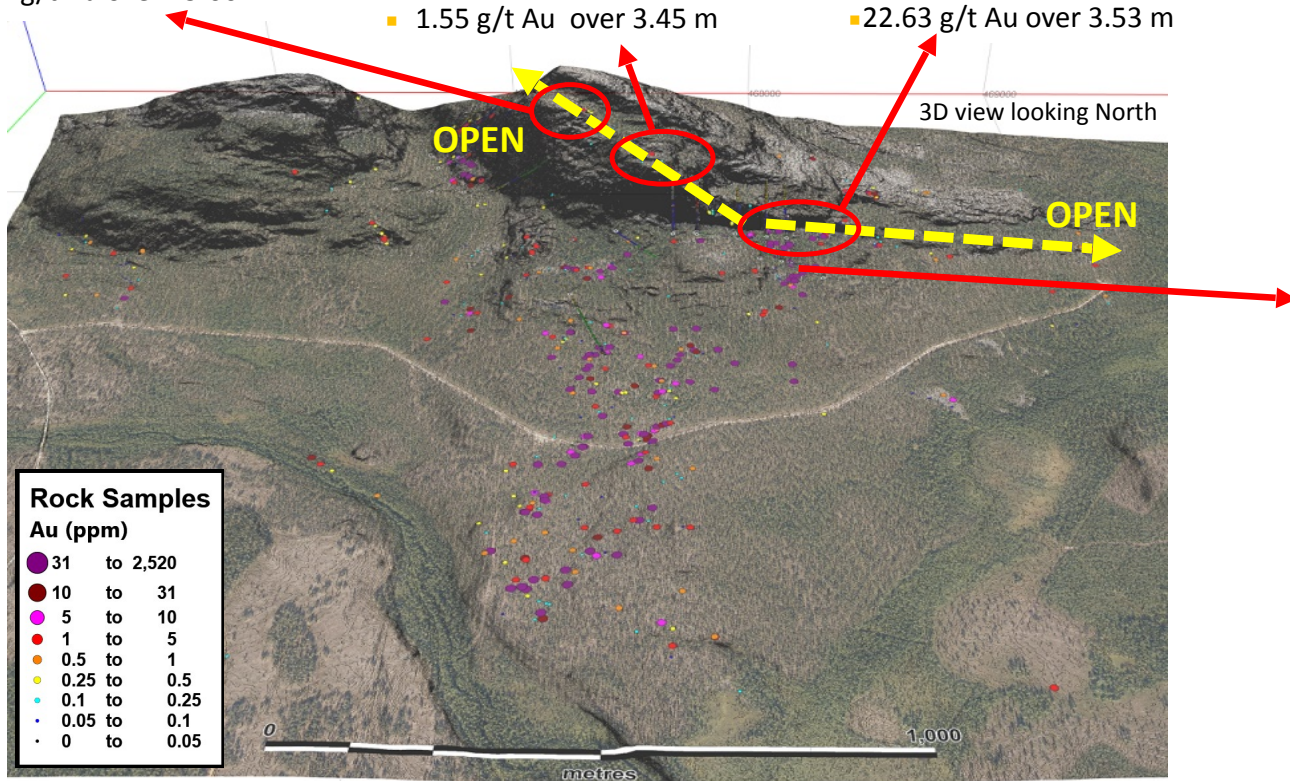 1.55 g/t Au over 3.45 m
22.63 g/t Au over 3.53 m
468000
469000
3D view looking North
OPEN
OPEN
Rock Samples
Au (ppm)
31 to 2,520
10 to 31
5 to 10
1 to 5
0.5 to 1
0.25 to 0.5
0.1 to 0.25
0.05 to 0.1
0 to 0.05
0 1,000
metres